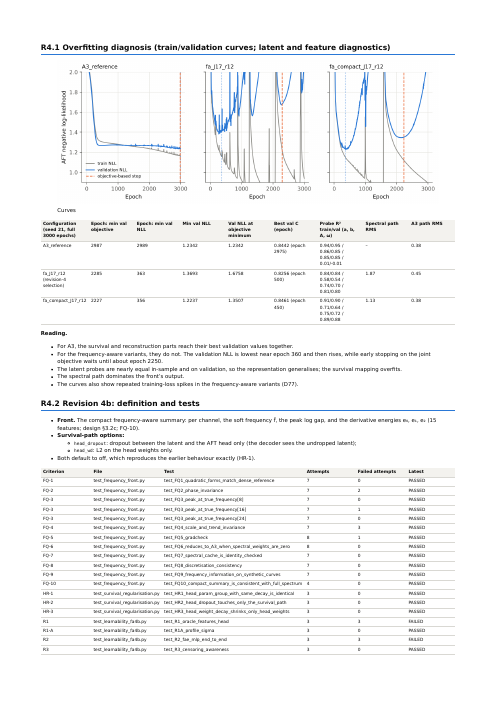 R4.1 Overfitting diagnosis (train/validation curves; latent and feature diagnostics)
A3_reference
fa_J17_r12
fa_compact_J17_r12
AFT negative log-likelihood
2.0
1.8
1.6
1.4
1.2
1.0
train NLL
validation NLL
objective-based step
0 1000 2000 3000
0 1000 2000 3000
0 1000 2000 3000
Epoch
Epoch
Epoch
Curves
Configuration (seed 21, full 3000 epochs) Epoch: min val objective Epoch: min val NLL Min val NLL Val NLL at objective minimum Best val C (epoch) Probe R² train/val (a, b, A, ω) Spectral path RMS A3 path RMS
A3_reference 2987 2989 1.2342 1.2342 0.8442 (epoch 2975) 0.94/0.95 / 0.86/0.85 / 0.85/0.85 / 0.01/-0.01 – 0.38
fa_J17_r12 (revision-4 selection) 2285 363 1.3693 1.6758 0.8256 (epoch 500) 0.84/0.84 / 0.58/0.54 / 0.74/0.70 / 0.81/0.80 1.87 0.45
fa_compact_J17_r12 2227 356 1.2237 1.3507 0.8461 (epoch 450) 0.91/0.90 / 0.71/0.64 / 0.75/0.72 / 0.89/0.88 1.13 0.38
Reading.
• For A3, the survival and reconstruction parts reach their best validation values together.
• For the frequency-aware variants, they do not. The validation NLL is lowest near epoch 360 and then rises, while early stopping on the joint
objective waits until about epoch 2250.
• The latent probes are nearly equal in-sample and on validation, so the representation generalises; the survival mapping overfits.
• The spectral path dominates the front's output.
• The curves also show repeated training-loss spikes in the frequency-aware variants (D77).
R4.2 Revision 4b: definition and tests
• Front. The compact frequency-aware summary: per channel, the soft frequency f, the peak log gap, and the derivative energies e₀, e₁, e₂ (15
features; design §3.2c; FQ-10).
• Survival-path options:
head_dropout: dropout between the latent and the AFT head only (the decoder sees the undropped latent);
head_wd: L2 on the head weights only.
• Both default to off, which reproduces the earlier behaviour exactly (HR-1).
Criterion File Test Attempts Failed attempts Latest
FQ-1 test_frequency_front.py test_FQ1_quadratic_forms_match_dense_reference 7 0 PASSED
FQ-2 test_frequency_front.py test_FQ2_phase_invariance 7 2 PASSED
FQ-3 test_frequency_front.py test_FQ3_peak_at_true_frequency[8] 7 0 PASSED
FQ-3 test_frequency_front.py test_FQ3_peak_at_true_frequency[16] 7 1 PASSED
FQ-3 test_frequency_front.py test_FQ3_peak_at_true_frequency[24] 7 0 PASSED
FQ-4 test_frequency_front.py test_FQ4_scale_and_trend_invariance 7 3 PASSED
FQ-5 test_frequency_front.py test_FQ5_gradcheck 8 1 PASSED
FQ-6 test_frequency_front.py test_FQ6_reduces_to_A3_when_spectral_weights_are_zero 8 0 PASSED
FQ-7 test_frequency_front.py test_FQ7_spectral_cache_is_identity_checked 7 0 PASSED
FQ-8 test_frequency_front.py test_FQ8_discretisation_consistency 7 0 PASSED
FQ-9 test_frequency_front.py test_FQ9_frequency_information_on_synthetic_curves 7 0 PASSED
FQ-10 test_frequency_front.py test_FQ10_compact_summary_is_consistent_with_full_spectrum 4 0 PASSED
HR-1 test_survival_regularisation.py test_HR1_head_param_group_with_same_decay_is_identical 3 0 PASSED
HR-2 test_survival_regularisation.py test_HR2_head_dropout_touches_only_the_survival_path 3 0 PASSED
HR-3 test_survival_regularisation.py test_HR3_head_weight_decay_shrinks_only_head_weights 3 0 PASSED
R1 test_learnability_fa4b.py test_R1_oracle_features_head 3 3 FAILED
R1-A test_learnability_fa4b.py test_R1A_profile_sigma 3 0 PASSED
R2 test_learnability_fa4b.py test_R2_fae_mlp_end_to_end 3 3 FAILED
R3 test_learnability_fa4b.py test_R3_censoring_awareness 3 0 PASSED